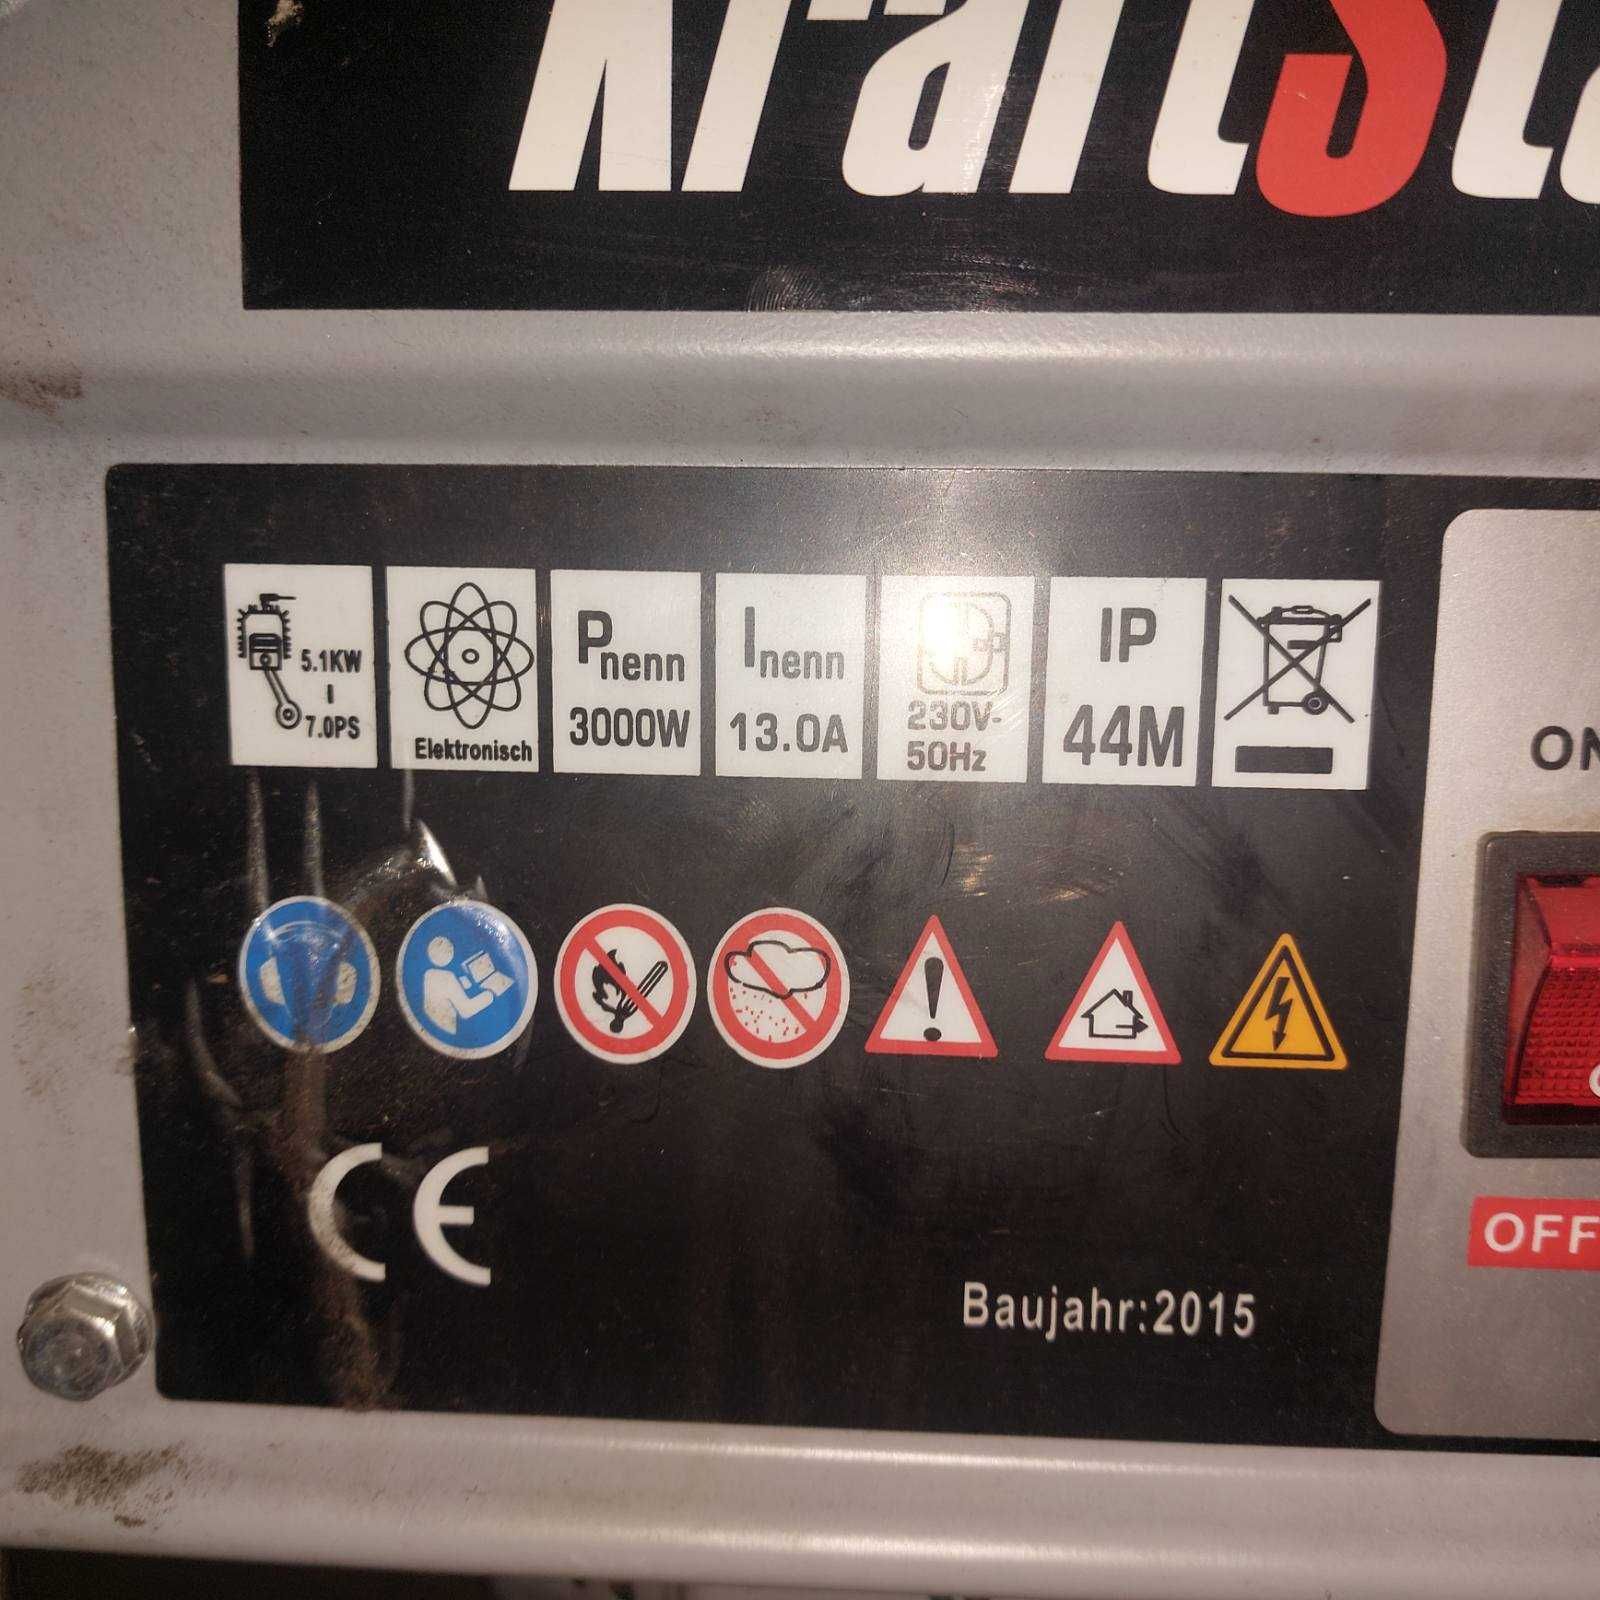 KraftSta
5.1KW
/
7.0PS
Elektronisch
Pnenn
3000W
Inenn
13.0A
230V-
50Hz
IP
44M
ON
OFF
CE
Baujahr:2015